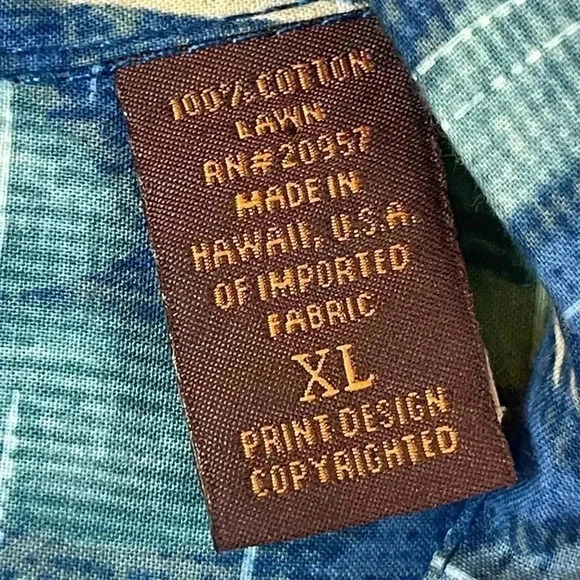 100% COTTON
LAWN
RN# 20957
MADE IN
HAWAII, U.S.A.
OF IMPORTED
FABRIC
XL
PRINT DESIGN
COPYRIGHTED